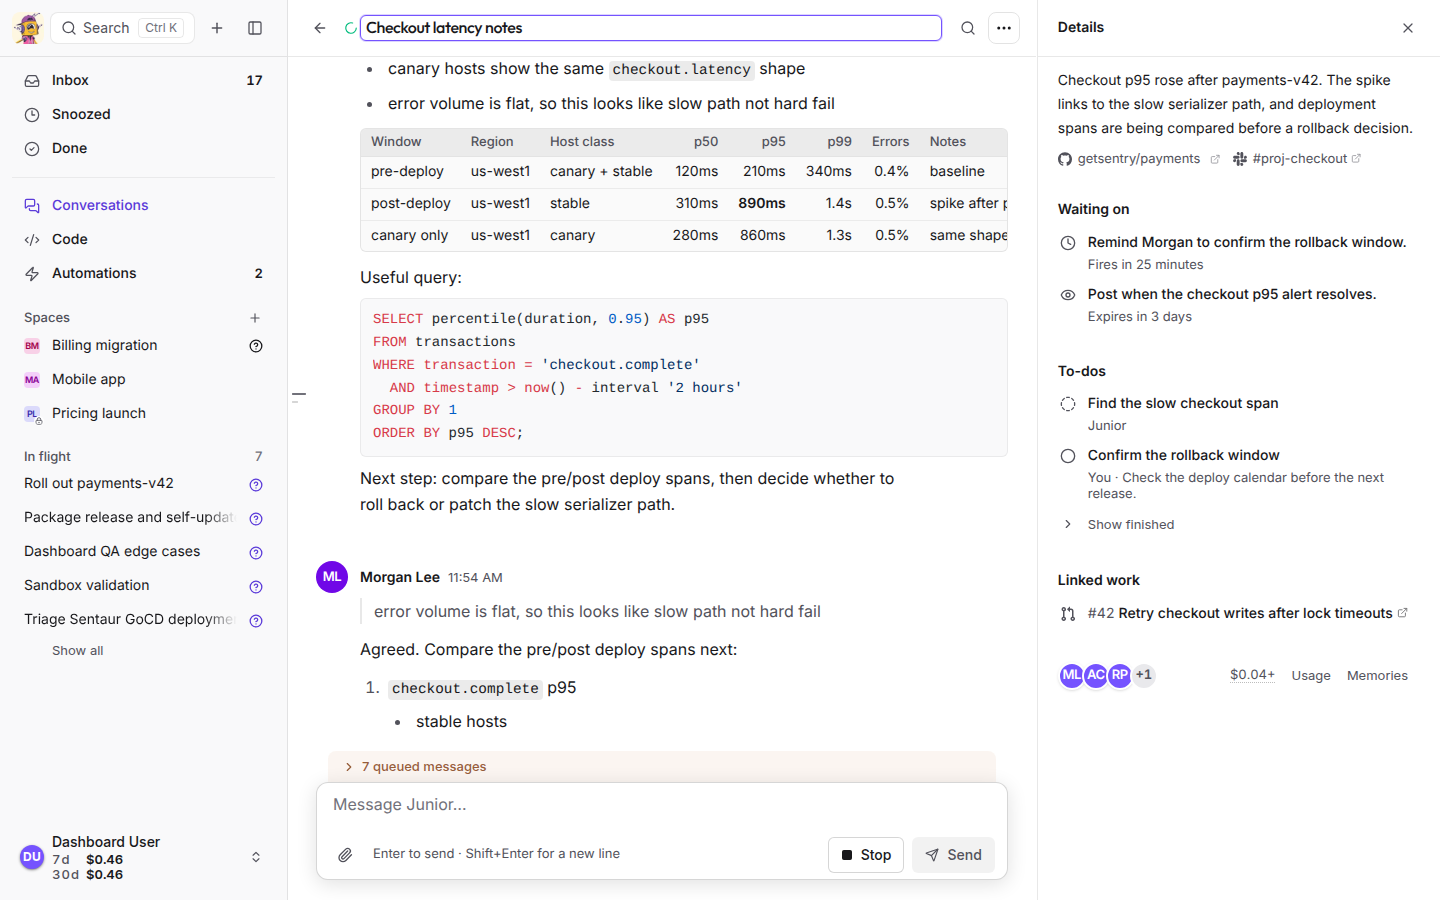 Search Ctrl K
Inbox 17
Snoozed
Done
Conversations
Code
Automations 2
Spaces
BM Billing migration
MA Mobile app
PL Pricing launch
In flight 7
Roll out payments-v42
Package release and self-update
Dashboard QA edge cases
Sandbox validation
Triage Sentaur GoCD deployme
Show all
DU Dashboard User
7d $0.46
30d $0.46
Checkout latency notes
canary hosts show the same checkout.latency shape
error volume is flat, so this looks like slow path not hard fail
Window Region Host class p50 p95 p99 Errors Notes
pre-deploy us-west1 canary + stable 120ms 210ms 340ms 0.4% baseline
post-deploy us-west1 stable 310ms 890ms 1.4s 0.5% spike after p
canary only us-west1 canary 280ms 860ms 1.3s 0.5% same shape
Useful query:
SELECT percentile(duration, 0.95) AS p95
FROM transactions
WHERE transaction = 'checkout.complete'
AND timestamp > now() - interval '2 hours'
GROUP BY 1
ORDER BY p95 DESC;
Next step: compare the pre/post deploy spans, then decide whether to
roll back or patch the slow serializer path.
ML Morgan Lee 11:54 AM
error volume is flat, so this looks like slow path not hard fail
Agreed. Compare the pre/post deploy spans next:
1. checkout.complete p95
stable hosts
7 queued messages
Message Junior...
Enter to send · Shift+Enter for a new line
Stop
Send
Details
Checkout p95 rose after payments-v42. The spike
links to the slow serializer path, and deployment
spans are being compared before a rollback decision.
getsentry/payments #proj-checkout
Waiting on
Remind Morgan to confirm the rollback window.
Fires in 25 minutes
Post when the checkout p95 alert resolves.
Expires in 3 days
To-dos
Find the slow checkout span
Junior
Confirm the rollback window
You · Check the deploy calendar before the next
release.
Show finished
Linked work
#42 Retry checkout writes after lock timeouts
ML AC RP +1 $0.04+ Usage Memories